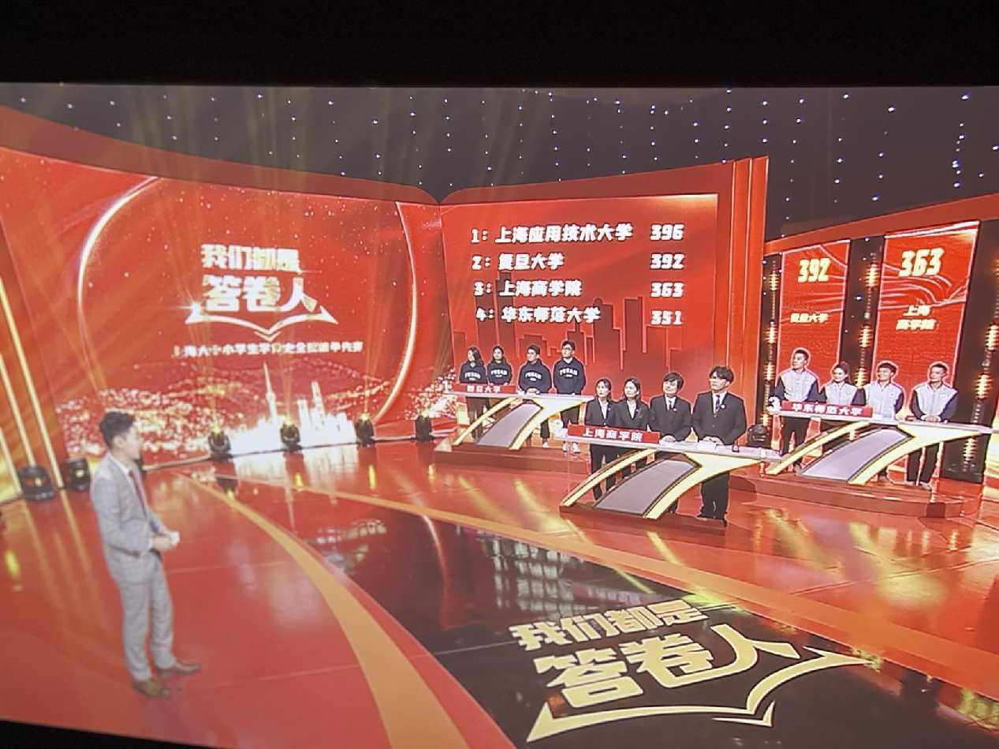 我们都是
答卷人
1：上海应用技术大学 396
2：复旦大学 392
3：上海商学院 363
4：华东师范大学 351
392
复旦大学
363
上海
商学院
复旦大学
上海商学院
华东师范大学
我们都是
答卷人